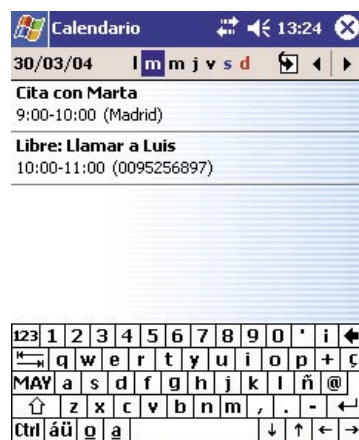 Calendario 13:24
30/03/04 l m m j v s d
Cita con Marta
9:00-10:00 (Madrid)
Libre: Llamar a Luis
10:00-11:00 (0095256897)
123 1 2 3 4 5 6 7 8 9 0 ' i
q w e r t y u i o p + ç
MAY a s d f g h j k l ñ @
z x c v b n m , . -
Ctrl áü o a